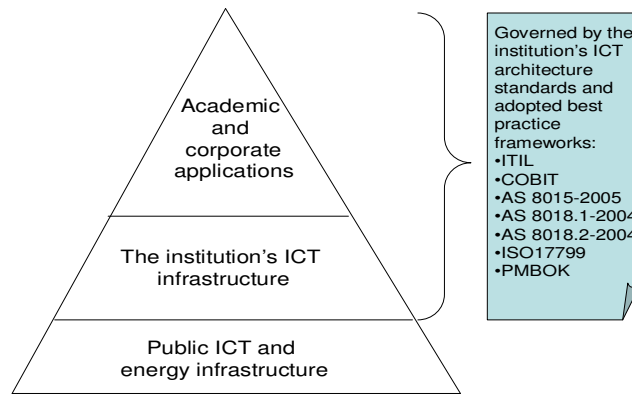 Academic
and
corporate
applications
The institution's ICT
infrastructure
Public ICT and
energy infrastructure
Governed by the
institution's ICT
architecture
standards and
adopted best
practice
frameworks:
•ITIL
•COBIT
•AS 8015-2005
•AS 8018.1-2004
•AS 8018.2-2004
•ISO17799
•PMBOK